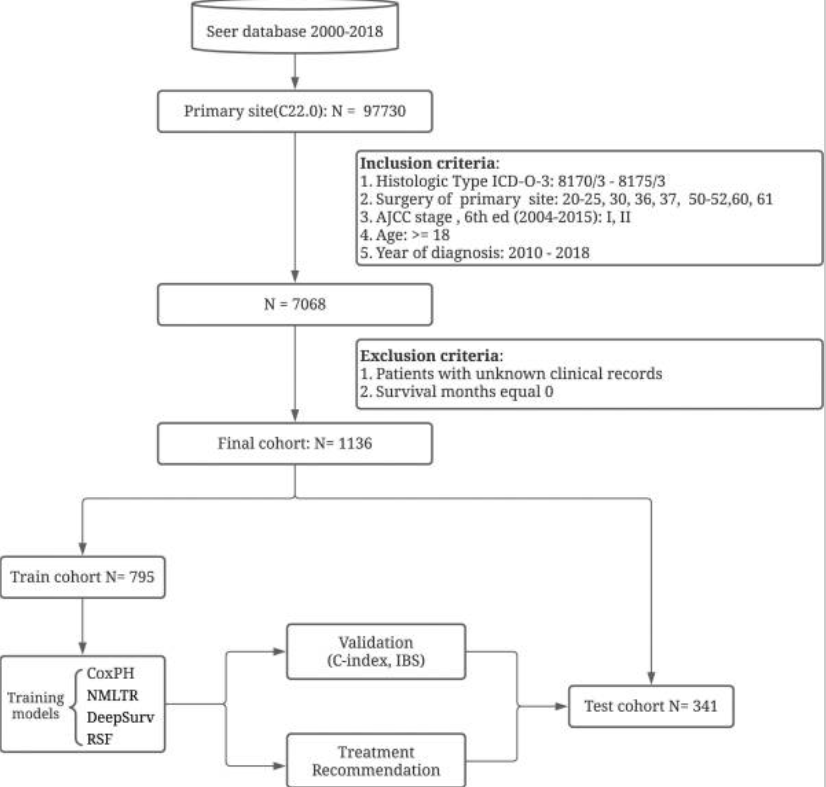 Seer database 2000-2018
Primary site(C22.0): N = 97730
Inclusion criteria:
1. Histologic Type ICD-O-3: 8170/3 - 8175/3
2. Surgery of primary site: 20-25, 30, 36, 37, 50-52,60, 61
3. AJCC stage , 6th ed (2004-2015): I, II
4. Age: >= 18
5. Year of diagnosis: 2010 - 2018
N = 7068
Exclusion criteria:
1. Patients with unknown clinical records
2. Survival months equal 0
Final cohort: N= 1136
Train cohort N= 795
Training
models
CoxPH
NMLTR
DeepSurv
RSF
Validation
(C-index, IBS)
Treatment
Recommendation
Test cohort N= 341